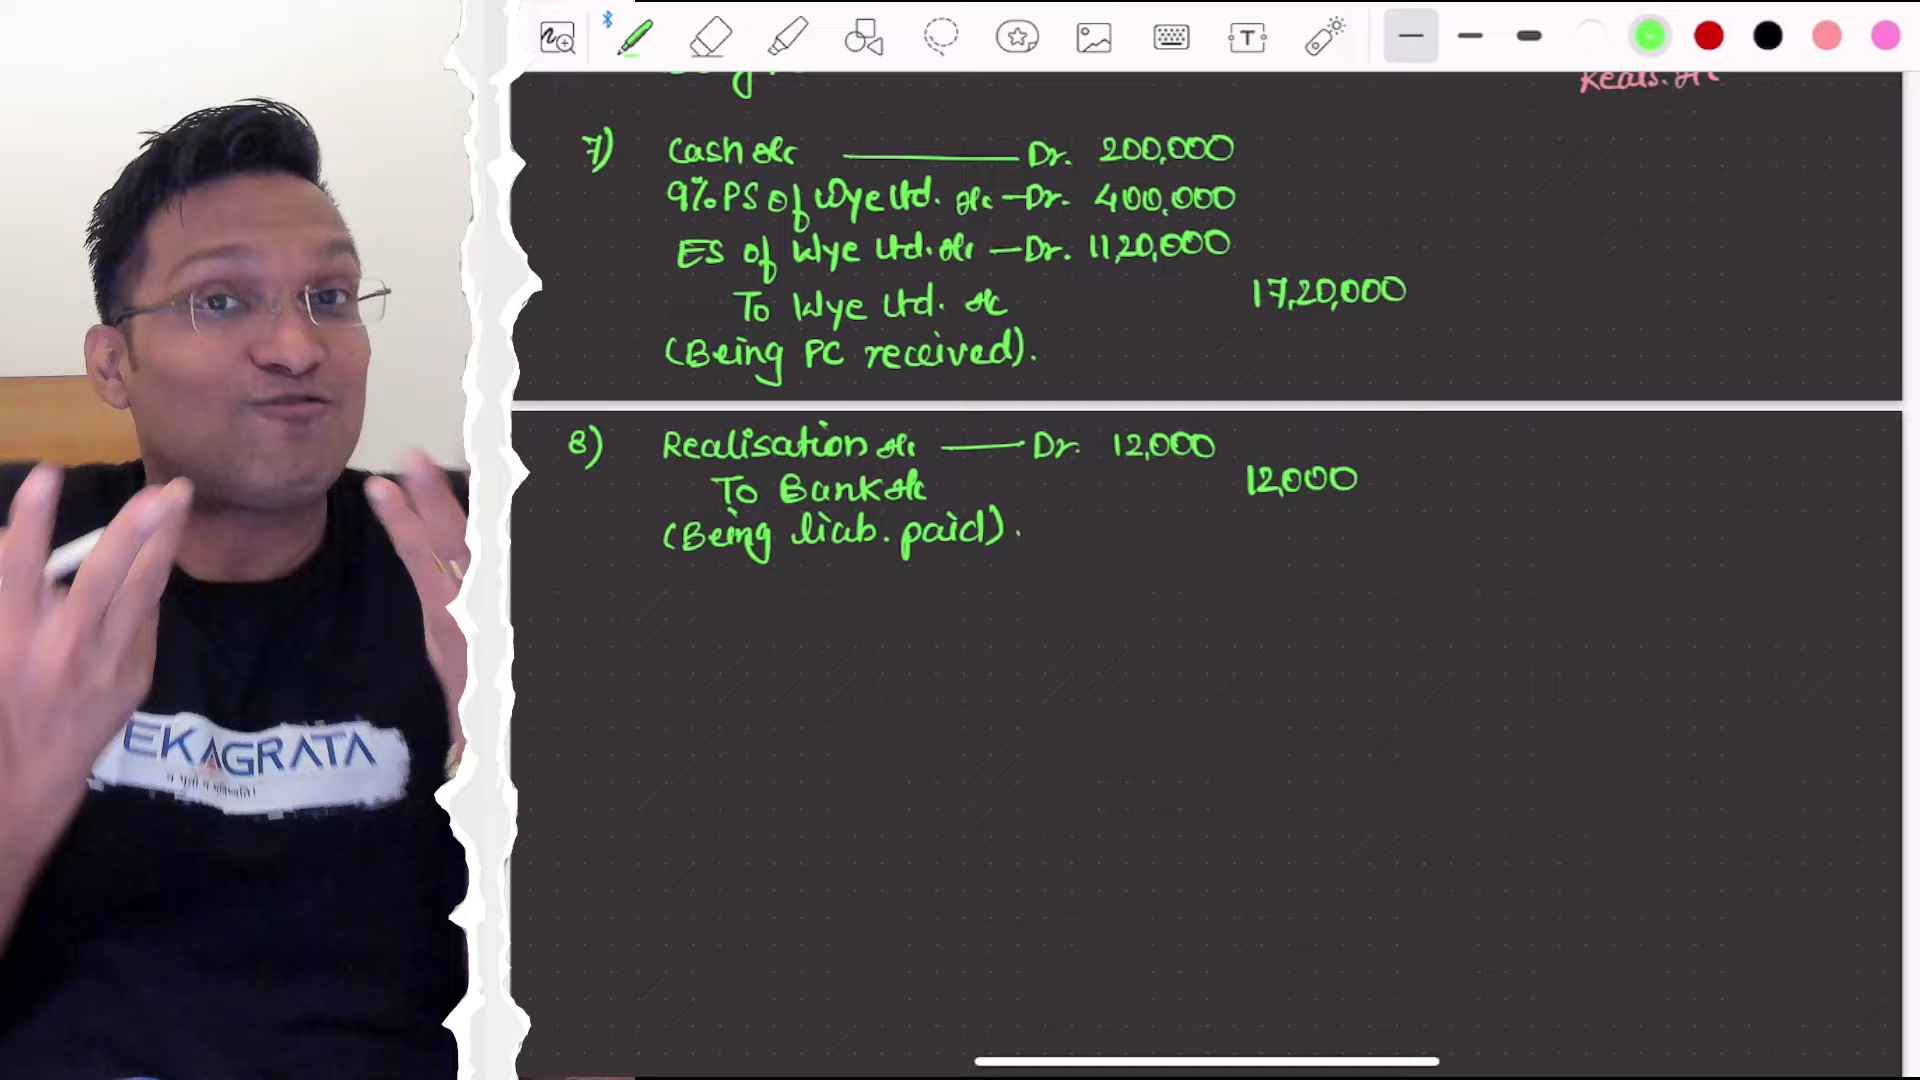 Reals. A/c
7) Cash A/c Dr. 200,000
9% PS of Wye Ltd. A/c Dr. 400,000
ES of Wye Ltd. A/c Dr. 11,20,000
To Wye Ltd. A/c 17,20,000
(Being PC received).
8) Realisation A/c Dr. 12,000
To Bank A/c 12,000
(Being liab. paid).
EKAGRATA
T